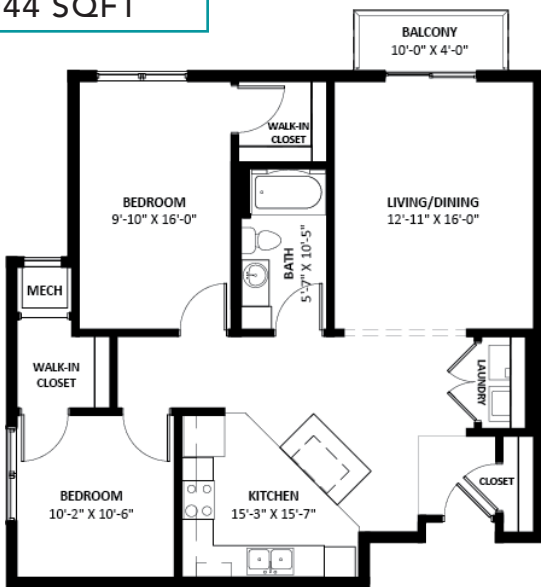 44 SQFT
BALCONY
10'-0" X 4'-0"
WALK-IN
CLOSET
BEDROOM
9'-10" X 16'-0"
LIVING/DINING
12'-11" X 16'-0"
BATH
5'-7" X 10'-5"
MECH
WALK-IN
CLOSET
LAUNDRY
CLOSET
BEDROOM
10'-2" X 10'-6"
KITCHEN
15'-3" X 15'-7"